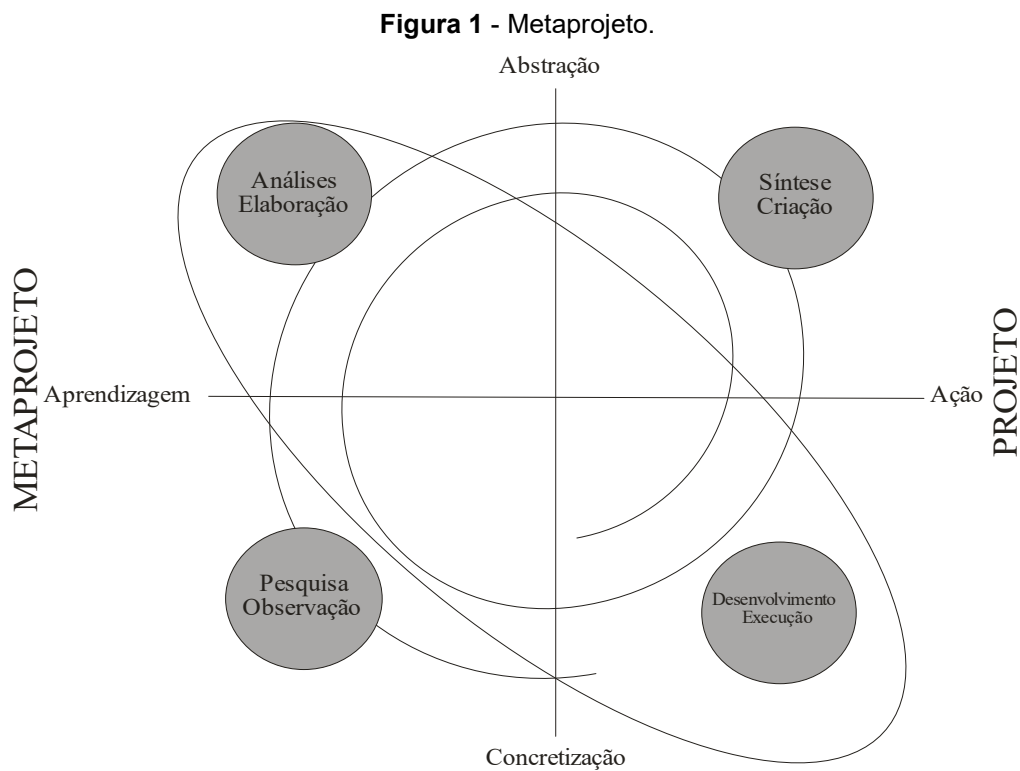 Figura 1 - Metaprojeto.
Abstração
Análises
Elaboração
Síntese
Criação
METAPROJETO
Aprendizagem
Ação
PROJETO
Pesquisa
Observação
Desenvolvimento
Execução
Concretização